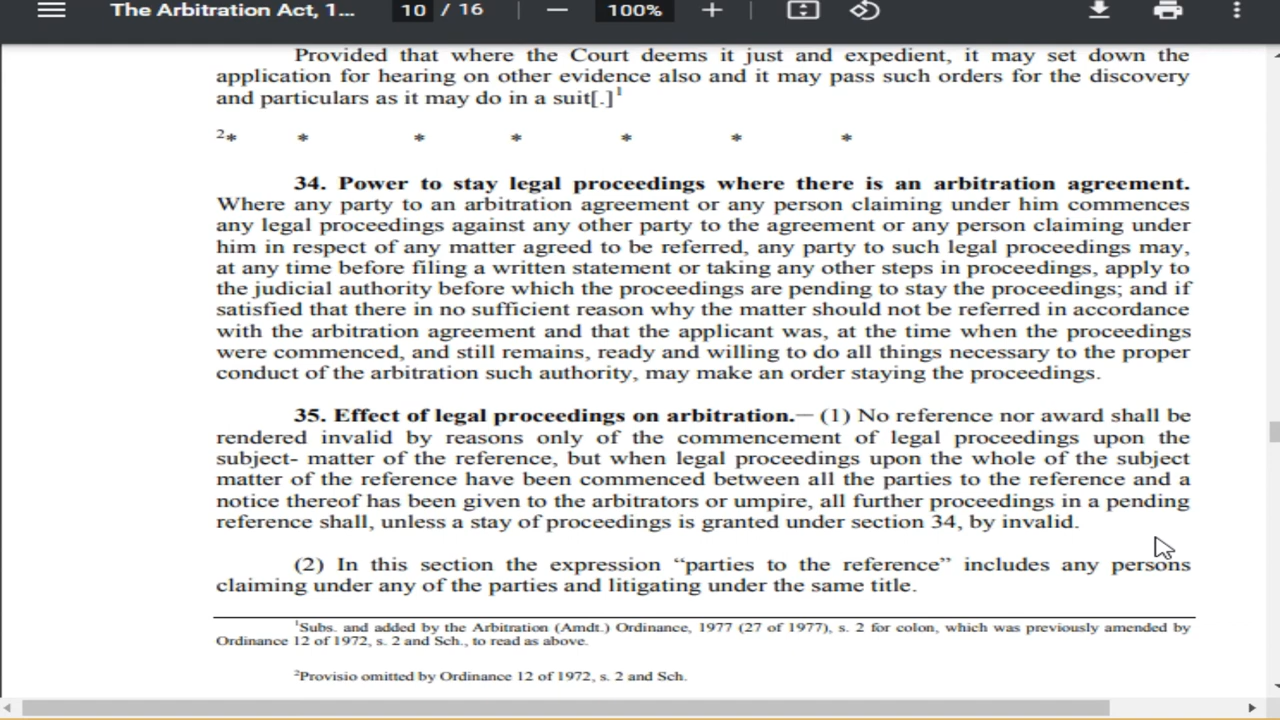 The Arbitration Act, 1... 10 / 16 100%
Provided that where the Court deems it just and expedient, it may set down the
application for hearing on other evidence also and it may pass such orders for the discovery
and particulars as it may do in a suit[.]1
2* * * * * * *
34. Power to stay legal proceedings where there is an arbitration agreement.
Where any party to an arbitration agreement or any person claiming under him commences
any legal proceedings against any other party to the agreement or any person claiming under
him in respect of any matter agreed to be referred, any party to such legal proceedings may,
at any time before filing a written statement or taking any other steps in proceedings, apply to
the judicial authority before which the proceedings are pending to stay the proceedings; and if
satisfied that there in no sufficient reason why the matter should not be referred in accordance
with the arbitration agreement and that the applicant was, at the time when the proceedings
were commenced, and still remains, ready and willing to do all things necessary to the proper
conduct of the arbitration such authority, may make an order staying the proceedings.
35. Effect of legal proceedings on arbitration.— (1) No reference nor award shall be
rendered invalid by reasons only of the commencement of legal proceedings upon the
subject- matter of the reference, but when legal proceedings upon the whole of the subject
matter of the reference have been commenced between all the parties to the reference and a
notice thereof has been given to the arbitrators or umpire, all further proceedings in a pending
reference shall, unless a stay of proceedings is granted under section 34, by invalid.
(2) In this section the expression “parties to the reference” includes any persons
claiming under any of the parties and litigating under the same title.
1Subs. and added by the Arbitration (Amdt.) Ordinance, 1977 (27 of 1977), s. 2 for colon, which was previously amended by
Ordinance 12 of 1972, s. 2 and Sch., to read as above.
2Provisio omitted by Ordinance 12 of 1972, s. 2 and Sch.